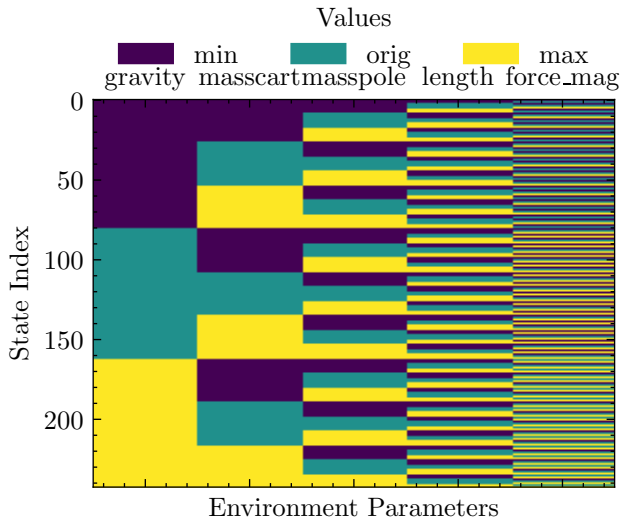 Values
min orig max
gravity masscart masspole length force_mag
0
50
100
150
200
State Index
Environment Parameters